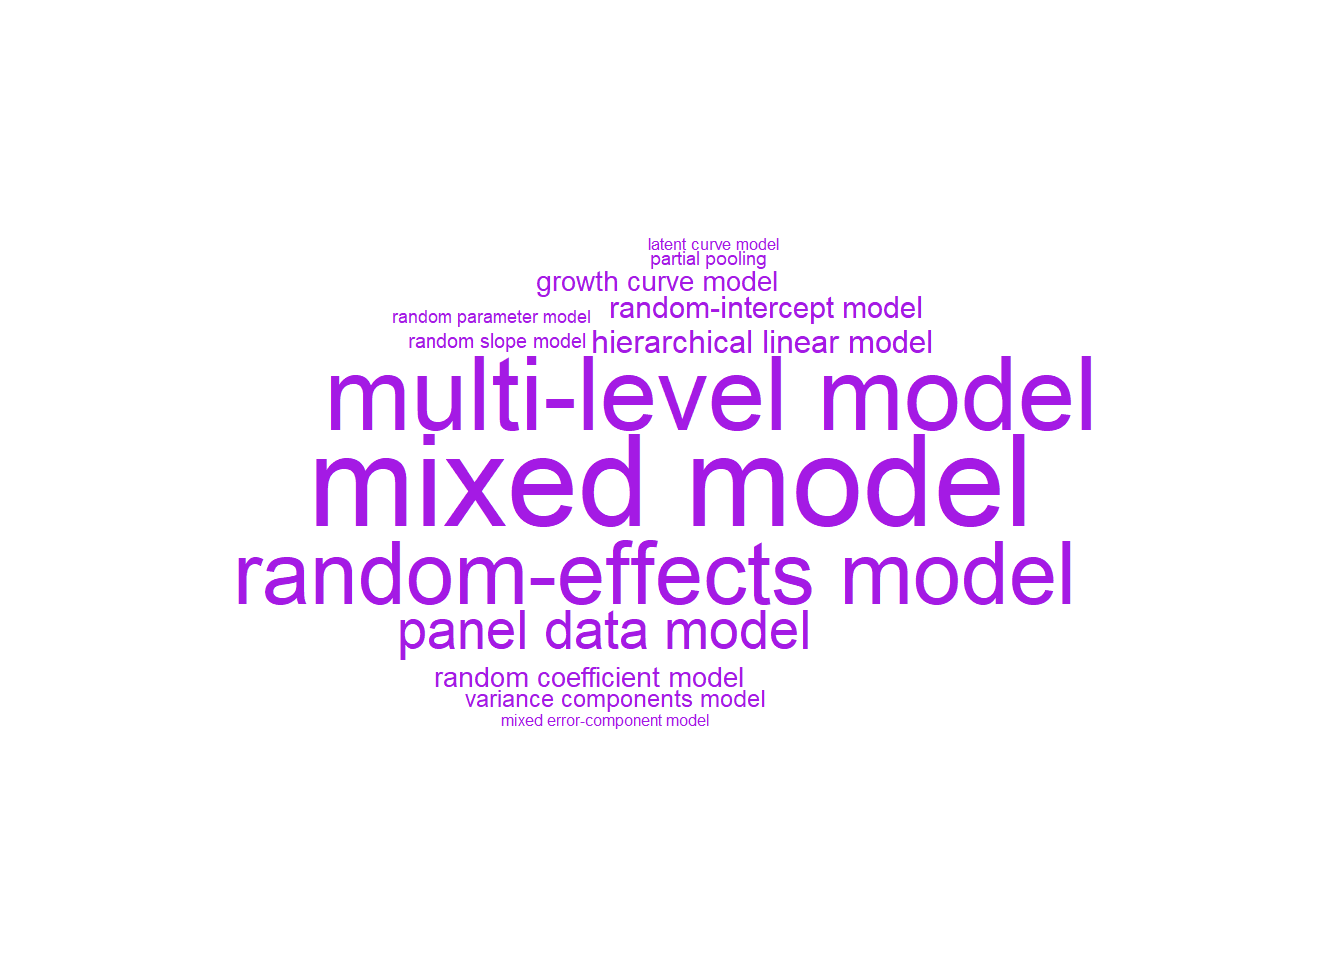 latent curve model
partial pooling
growth curve model
random-intercept model
random parameter model
random slope model
hierarchical linear model
multi-level model
mixed model
random-effects model
panel data model
random coefficient model
variance components model
mixed error-component model